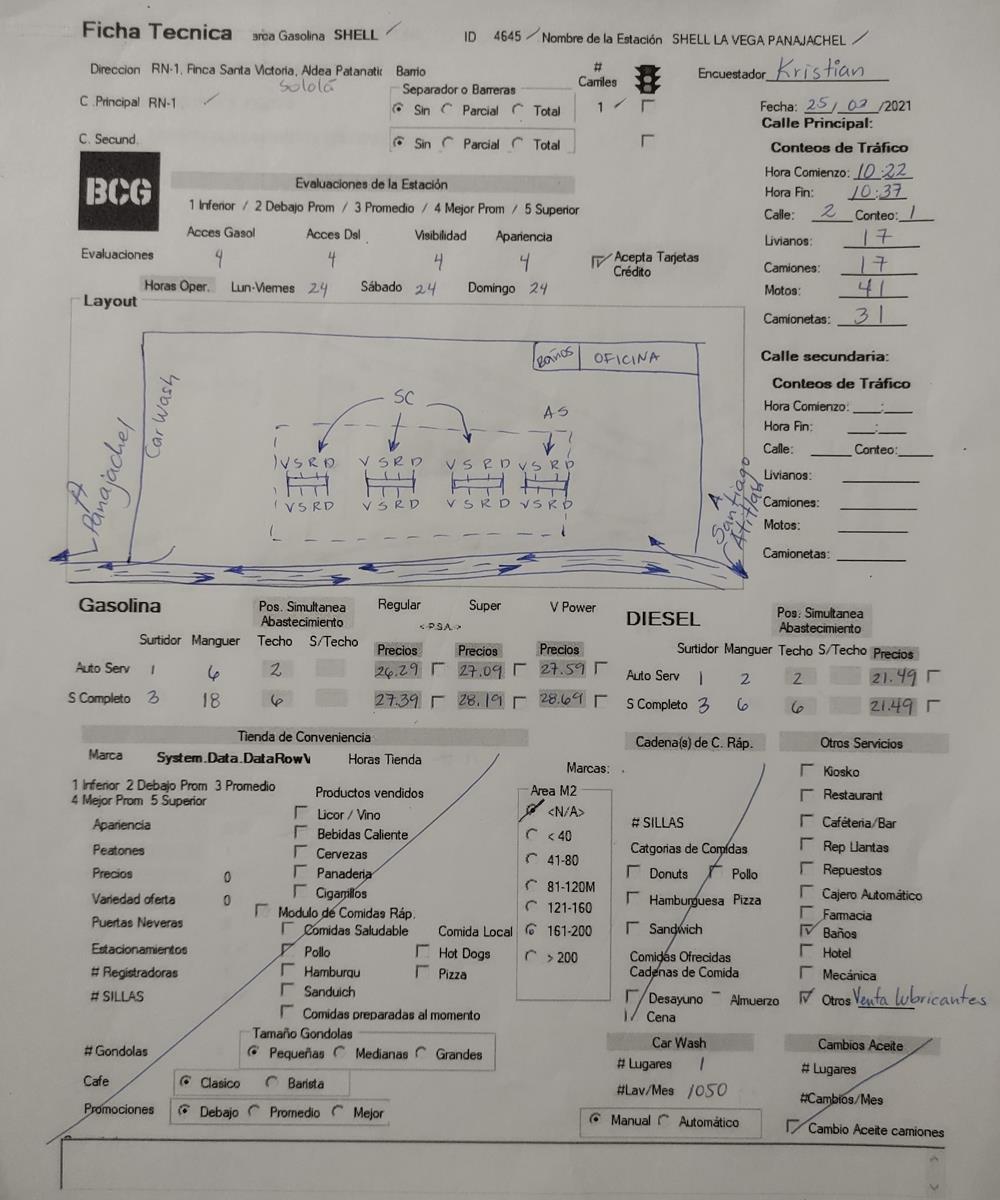 Ficha Tecnica arca Gasolina SHELL ID 4645 Nombre de la Estación SHELL LA VEGA PANAJACHEL
Direccion RN-1, Finca Santa Victoria, Aldea Patanatic Barrio
Sololá
# Carriles
Encuestador Kristian
C .Principal RN-1
Separador o Barreras
Sin Parcial Total 1
Fecha: 25/02/2021
C. Secund.
Sin Parcial Total
Calle Principal:
Conteos de Tráfico
Hora Comienzo: 10:22
Hora Fin: 10:37
Calle: 2 Conteo: 1
Livianos: 17
Camiones: 17
Motos: 41
Camionetas: 31
BCG
Evaluaciones de la Estación
1 Inferior / 2 Debajo Prom / 3 Promedio / 4 Mejor Prom / 5 Superior
Acces Gasol Acces Dsl Visibilidad Apariencia
Evaluaciones 4 4 4 4
Acepta Tarjetas
Crédito
Horas Oper. Lun-Viernes 24 Sábado 24 Domingo 24
Calle secundaria:
Conteos de Tráfico
Hora Comienzo: __:__
Hora Fin: __:__
Calle: Conteo:
Livianos:
Camiones:
Motos:
Camionetas:
Layout
BAÑOS OFICINA
Car Wash
SC
AS
V S R D V S R D V S R D V S R D
V S R D V S R D V S R D V S R D
A Panajachel
A Santiago Atitlan
Gasolina
Pos. Simultanea
Abastecimiento
Regular Super V Power
<-P.S.A.->
Surtidor Manguer Techo S/Techo Precios Precios Precios
Auto Serv 1 6 2 26.29 27.09 27.59
S Completo 3 18 6 27.39 28.19 28.69
DIESEL
Pos. Simultanea
Abastecimiento
Surtidor Manguer Techo S/Techo Precios
Auto Serv 1 2 2 21.49
S Completo 3 6 6 21.49
Tienda de Conveniencia
Marca System.Data.DataRowV Horas Tienda
1 Inferior 2 Debajo Prom 3 Promedio
4 Mejor Prom 5 Superior
Apariencia
Peatones
Precios 0
Variedad oferta 0
Puertas Neveras
Estacionamientos
# Registradoras
# SILLAS
# Gondolas
Productos vendidos
Licor / Vino
Bebidas Caliente
Cervezas
Panaderia
Cigarrillos
Modulo de Comidas Ráp.
Comidas Saludable Comida Local
Pollo Hot Dogs
Hamburqu Pizza
Sanduich
Comidas preparadas al momento
Tamaño Gondolas
Pequeñas Medianas Grandes
Cafe Clasico Barista
Promociones Debajo Promedio Mejor
Marcas:
Area M2
<N/A>
< 40
41-80
81-120M
121-160
161-200
> 200
Cadena(s) de C. Ráp.
# SILLAS
Catgorias de Comidas
Donuts Pollo
Hamburguesa Pizza
Sandwich
Comidas Ofrecidas
Cadenas de Comida
Desayuno Almuerzo
Cena
Otros Servicios
Kiosko
Restaurant
Caféteria/Bar
Rep Llantas
Repuestos
Cajero Automático
Farmacia
Baños
Hotel
Mecánica
Otros Venta lubricantes
Car Wash
# Lugares 1
#Lav/Mes 1050
Manual Automático
Cambios Aceite
# Lugares
#Cambios/Mes
Cambio Aceite camiones